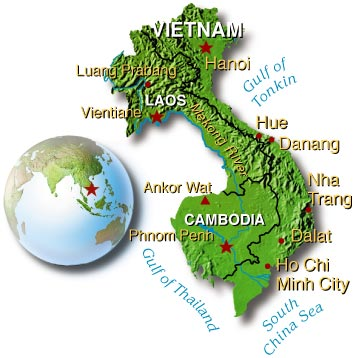 VIETNAM
Hanoi
Gulf of
Tonkin
Luang Prabang
LAOS
Vientiane
Mekong River
Hue
Danang
Ankor Wat
Nha
Trang
CAMBODIA
Phnom Penn
Dalat
Ho Chi
Minh City
Gulf of Thailand
South
China Sea